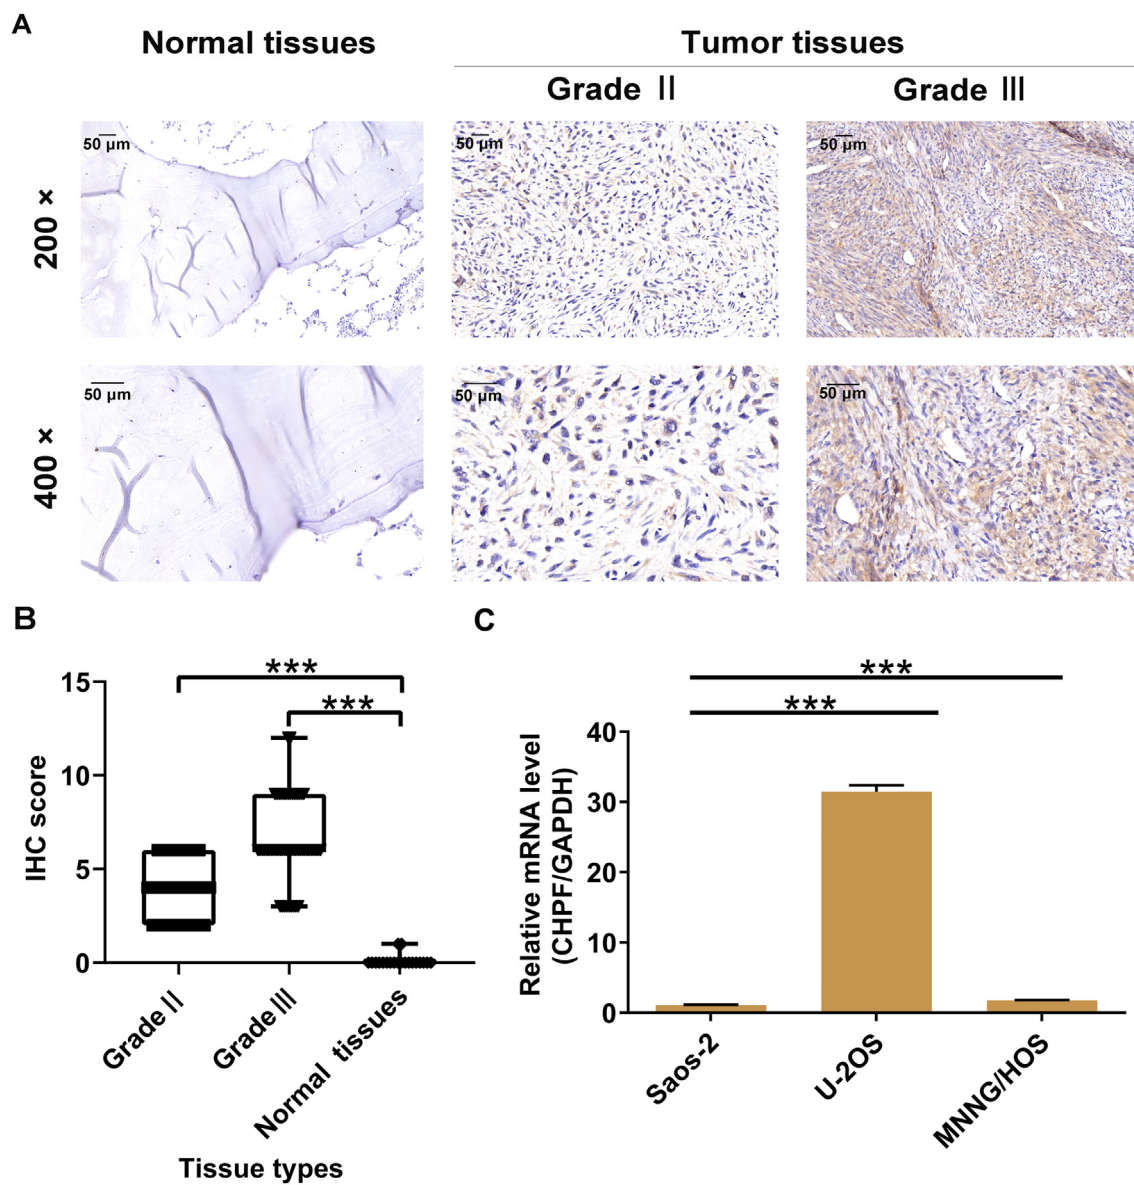 A
Normal tissues
Tumor tissues
Grade II
Grade III
200 ×
50 µm
50 µm
50 µm
400 ×
50 µm
50 µm
50 µm
B
***
***
15
10
5
0
IHC score
Grade II
Grade III
Normal tissues
Tissue types
C
***
***
40
30
20
10
0
Relative mRNA level
(CHPF/GAPDH)
Saos-2
U-2OS
MNNG/HOS